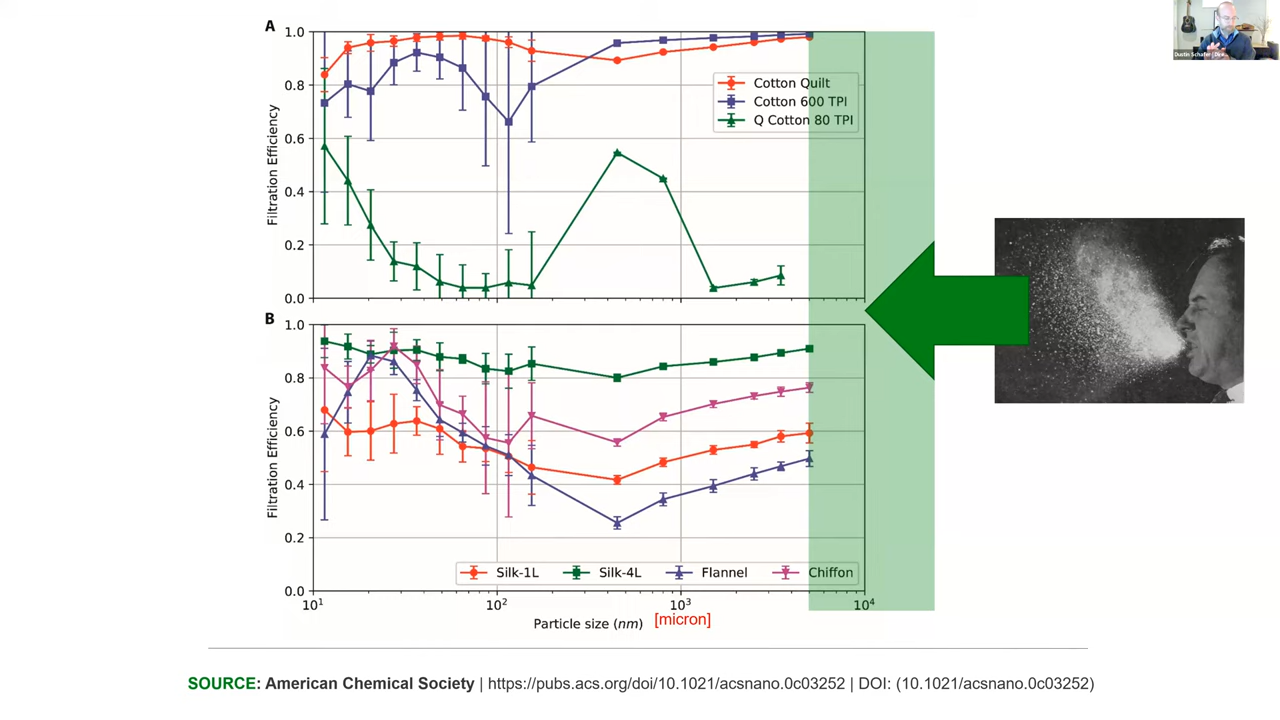 A
1.0
0.8
0.6
0.4
0.2
0.0
Filtration Efficiency
Cotton Quilt
Cotton 600 TPI
Q Cotton 80 TPI
B
1.0
0.8
0.6
0.4
0.2
0.0
Filtration Efficiency
Silk-1L Silk-4L Flannel Chiffon
10¹ 10² 10³ 10⁴
Particle size (nm) [micron]
SOURCE: American Chemical Society | https://pubs.acs.org/doi/10.1021/acsnano.0c03252 | DOI: (10.1021/acsnano.0c03252)